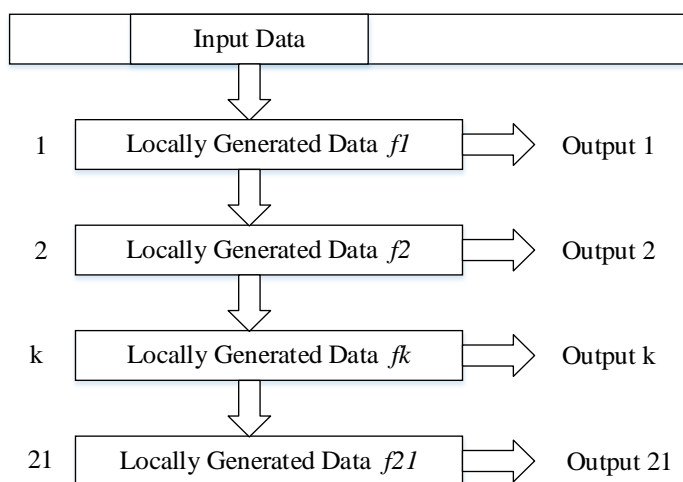 Input Data
1 Locally Generated Data f1 Output 1
2 Locally Generated Data f2 Output 2
k Locally Generated Data fk Output k
21 Locally Generated Data f21 Output 21